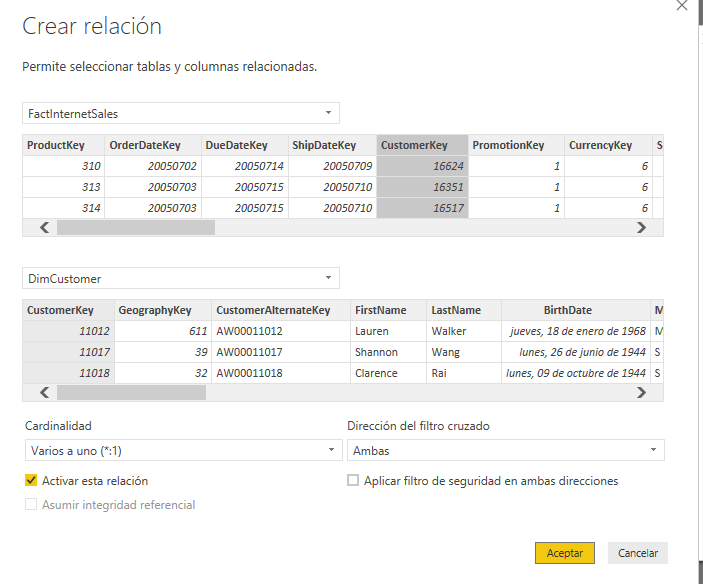 Crear relación
Permite seleccionar tablas y columnas relacionadas.
FactInternetSales
ProductKey OrderDateKey DueDateKey ShipDateKey CustomerKey PromotionKey CurrencyKey S
310 20050702 20050714 20050709 16624 1 6
313 20050703 20050715 20050710 16351 1 6
314 20050703 20050715 20050710 16517 1 6
DimCustomer
CustomerKey GeographyKey CustomerAlternateKey FirstName LastName BirthDate M
11012 611 AW00011012 Lauren Walker jueves, 18 de enero de 1968 M
11017 39 AW00011017 Shannon Wang lunes, 26 de junio de 1944 S
11018 32 AW00011018 Clarence Rai lunes, 09 de octubre de 1944 S
Cardinalidad Dirección del filtro cruzado
Varios a uno (*:1) Ambas
Activar esta relación Aplicar filtro de seguridad en ambas direcciones
Asumir integridad referencial
Aceptar Cancelar